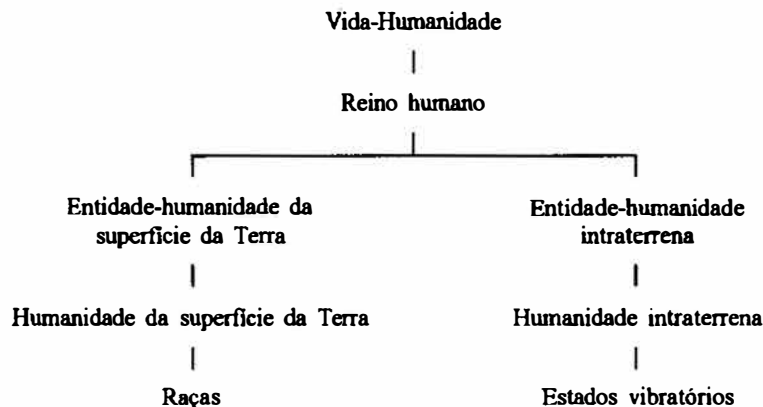 Vida-Humanidade
Reino humano
Entidade-humanidade da
superfície da Terra
Entidade-humanidade
intraterrena
Humanidade da superfície da Terra
Humanidade intraterrena
Raças
Estados vibratórios